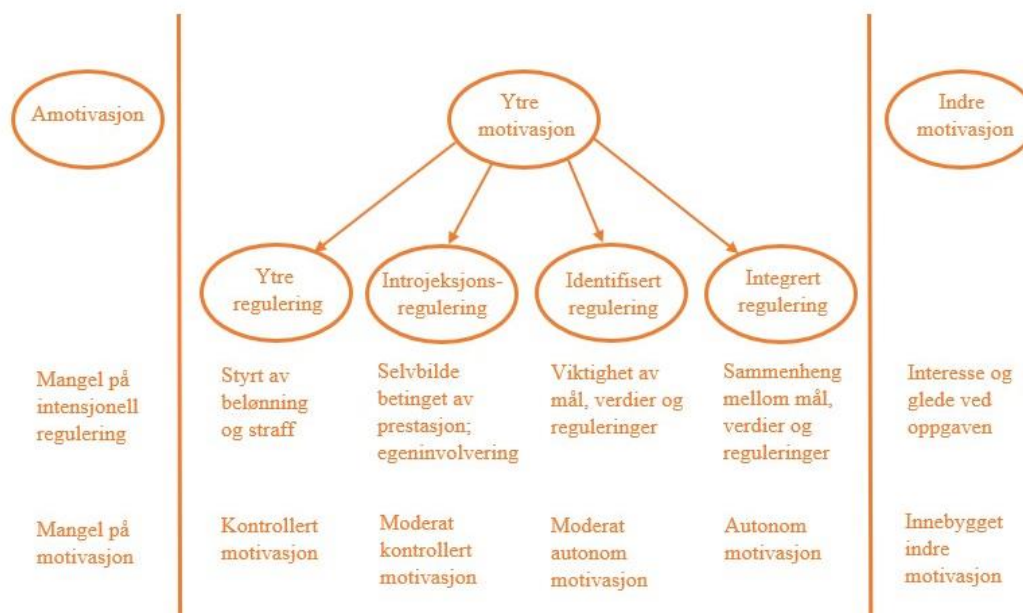 Amotivasjon
Ytre
motivasjon
Indre
motivasjon
Ytre
regulering
Introjeksjons-
regulering
Identifisert
regulering
Integrert
regulering
Mangel på
intensjonell
regulering
Styrt av
belønning
og straff
Selvbilde
betinget av
prestasjon;
egeninvolvering
Viktighet av
mål, verdier og
reguleringer
Sammenheng
mellom mål,
verdier og
reguleringer
Interesse og
glede ved
oppgaven
Mangel på
motivasjon
Kontrollert
motivasjon
Moderat
kontrollert
motivasjon
Moderat
autonom
motivasjon
Autonom
motivasjon
Innebygget
indre
motivasjon